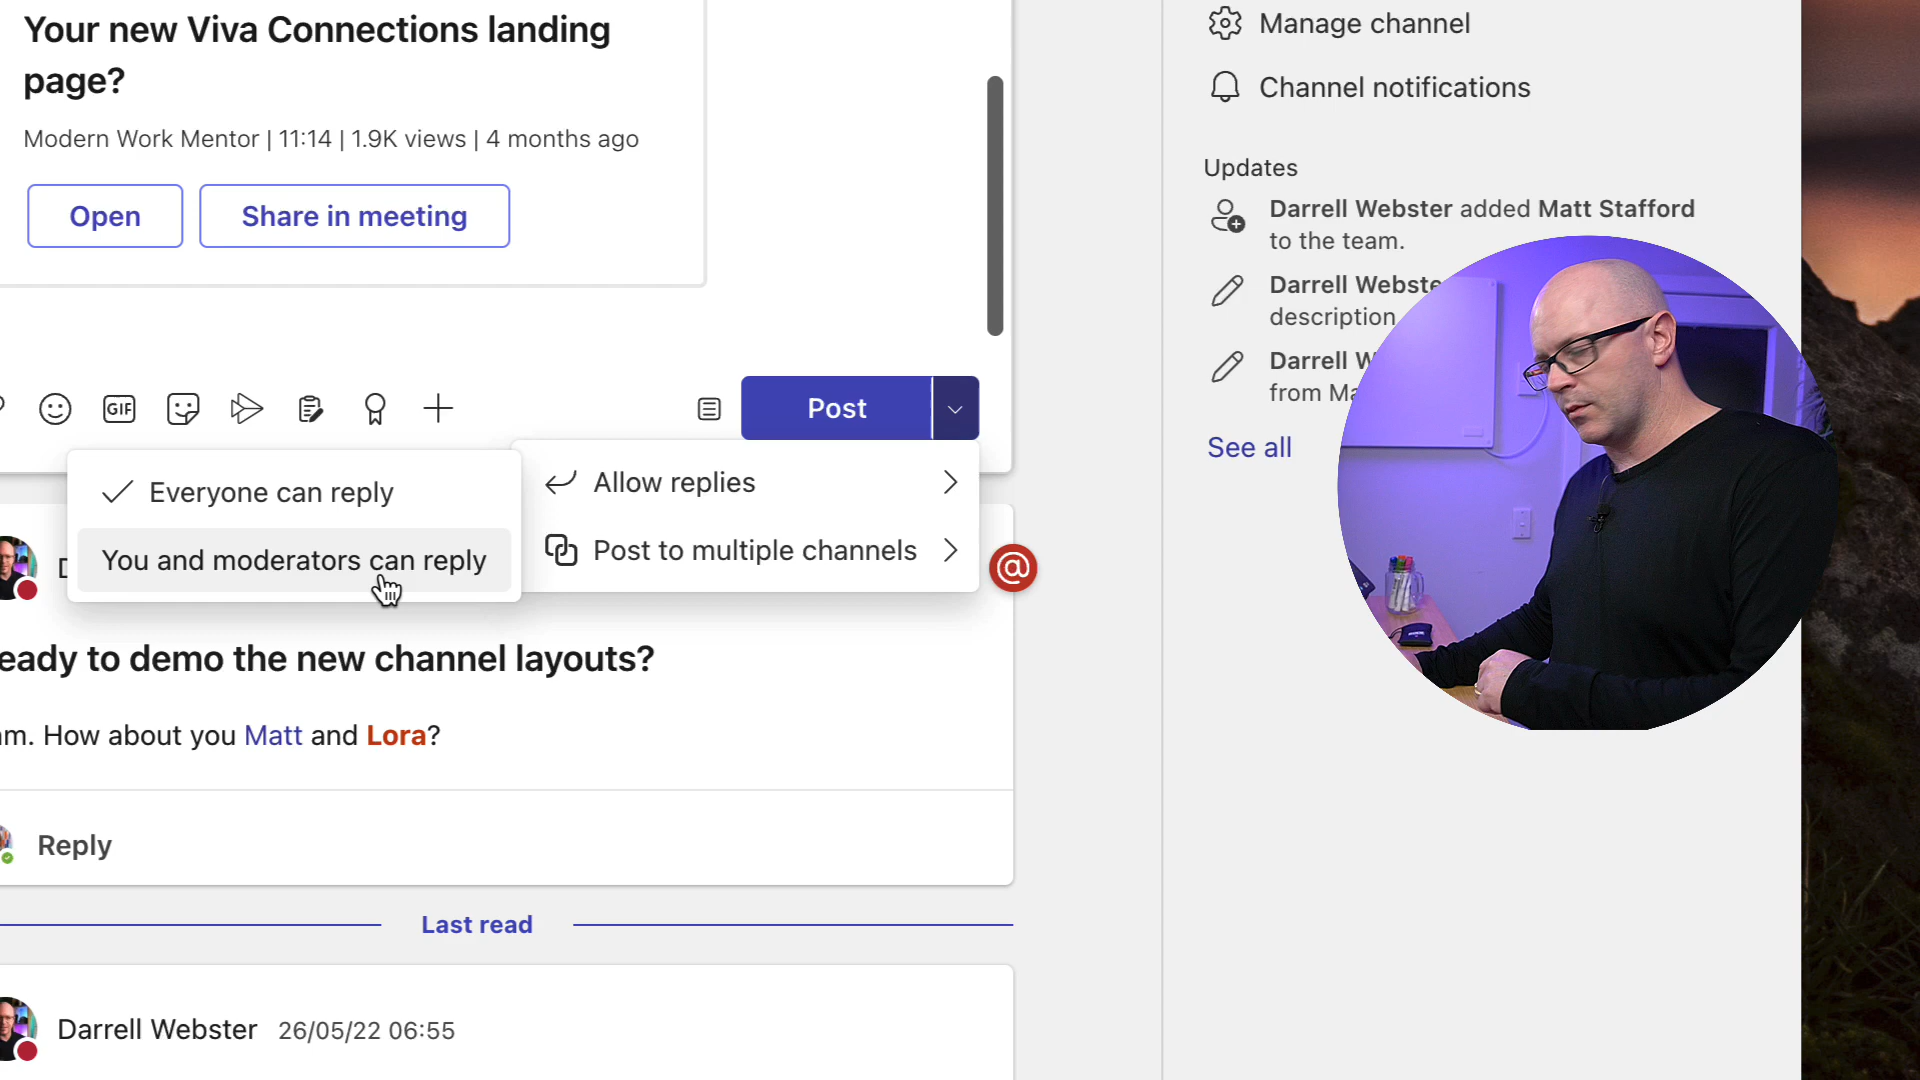 Your new Viva Connections landing
page?
Modern Work Mentor | 11:14 | 1.9K views | 4 months ago
Open
Share in meeting
GIF
Post
Everyone can reply
You and moderators can reply
Allow replies
Post to multiple channels
@
eady to demo the new channel layouts?
am. How about you Matt and Lora?
Reply
Last read
Darrell Webster 26/05/22 06:55
Manage channel
Channel notifications
Updates
Darrell Webster added Matt Stafford
to the team.
Darrell Webste
description
Darrell W
from Ma
See all